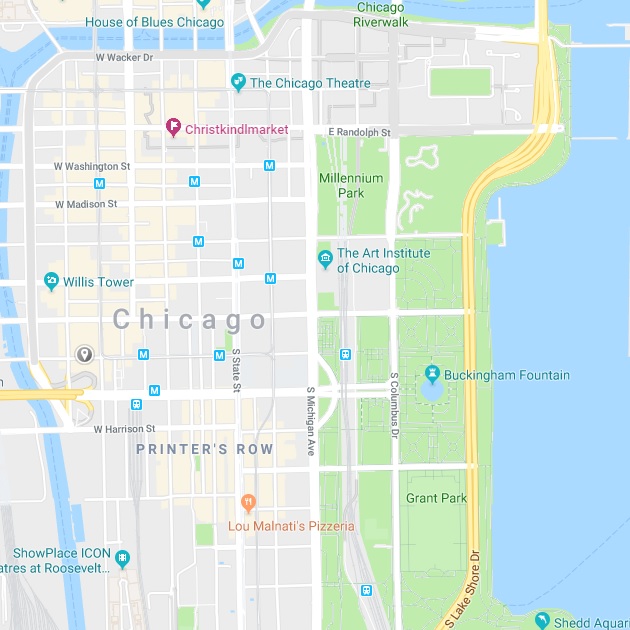 Chicago
Riverwalk
House of Blues Chicago
W Wacker Dr
The Chicago Theatre
Christkindlmarket
E Randolph St
W Washington St
Millennium
Park
W Madison St
The Art Institute
of Chicago
Willis Tower
Chicago
S State St
S Michigan Ave
S Columbus Dr
Buckingham Fountain
W Harrison St
PRINTER'S ROW
Grant Park
Lou Malnati's Pizzeria
ShowPlace ICON
atres at Roosevelt...
S Lake Shore Dr
Shedd Aquari
M
M
M
M
M
M
M
M
n